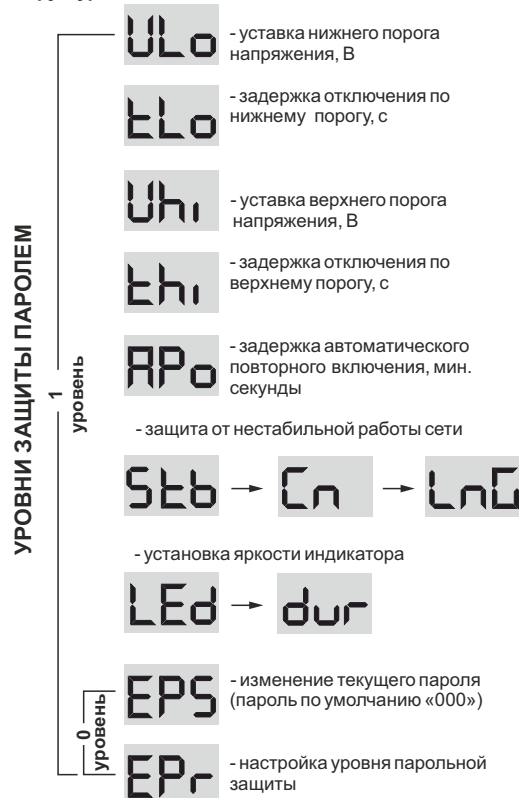 ULo
- уставка нижнего порога
напряжения, В
tLo
- задержка отключения по
нижнему порогу, с
Uhi
- уставка верхнего порога
напряжения, В
thi
- задержка отключения по
верхнему порогу, с
APo
- задержка автоматического
повторного включения, мин.
секунды
- защита от нестабильной работы сети
Stb → Cn → LnG
- установка яркости индикатора
LEd → dur
EPS
- изменение текущего пароля
(пароль по умолчанию «000»)
EPr
- настройка уровня парольной
защиты
УРОВНИ ЗАЩИТЫ ПАРОЛЕМ
1
уровень
0
уровень